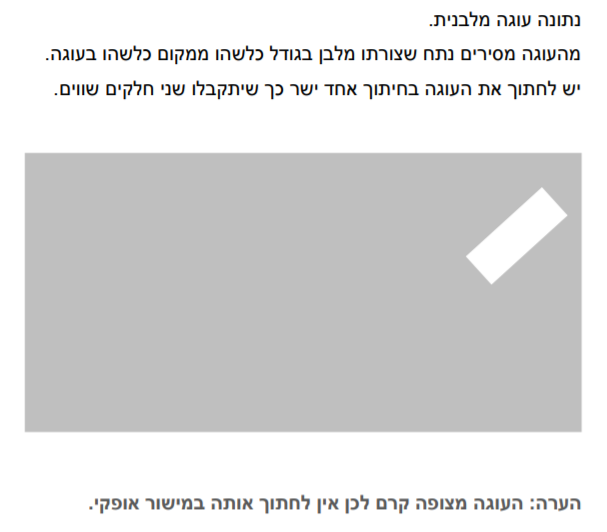 נתונה עוגה מלבנית.
מהעוגה מסירים נתח שצורתו מלבן בגודל כלשהו ממקום כלשהו בעוגה.
יש לחתוך את העוגה בחיתוך אחד ישר כך שיתקבלו שני חלקים שווים.
הערה: העוגה מצופה קרם לכן אין לחתוך אותה במישור אופקי.